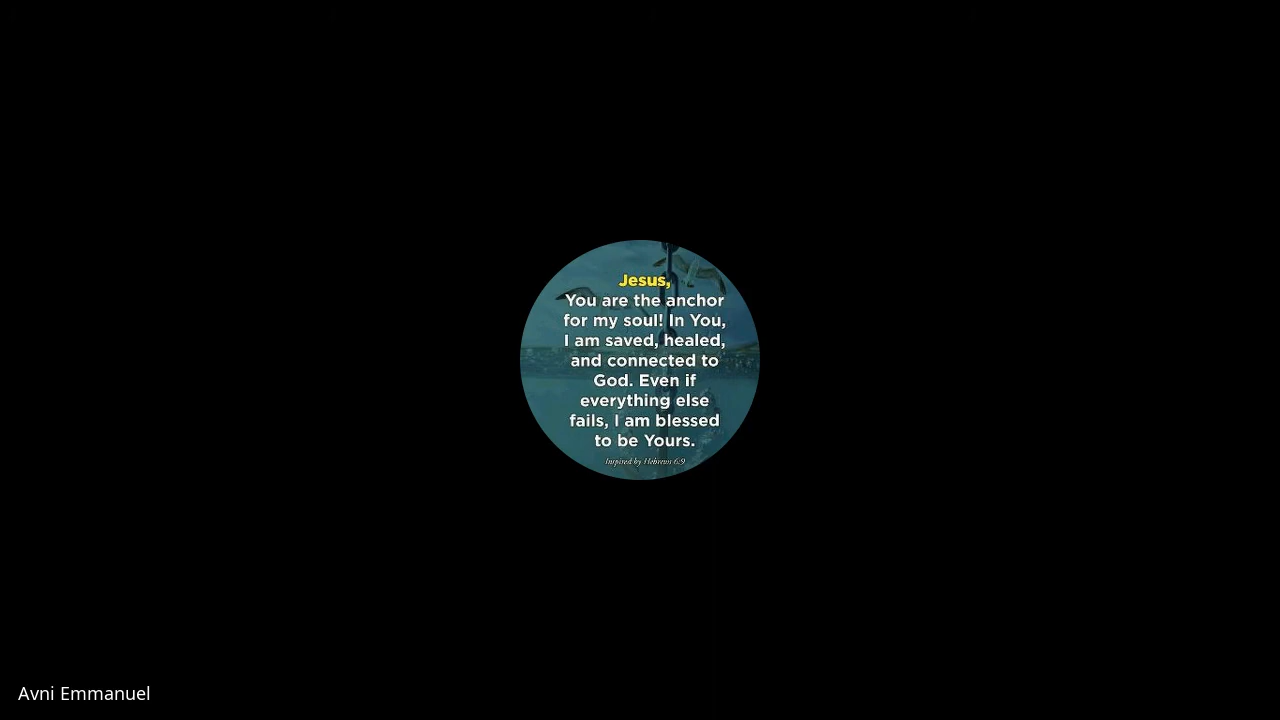 Jesus,
You are the anchor
for my soul! In You,
I am saved, healed,
and connected to
God. Even if
everything else
fails, I am blessed
to be Yours.
Inspired by Hebrews 6:9
Avni Emmanuel